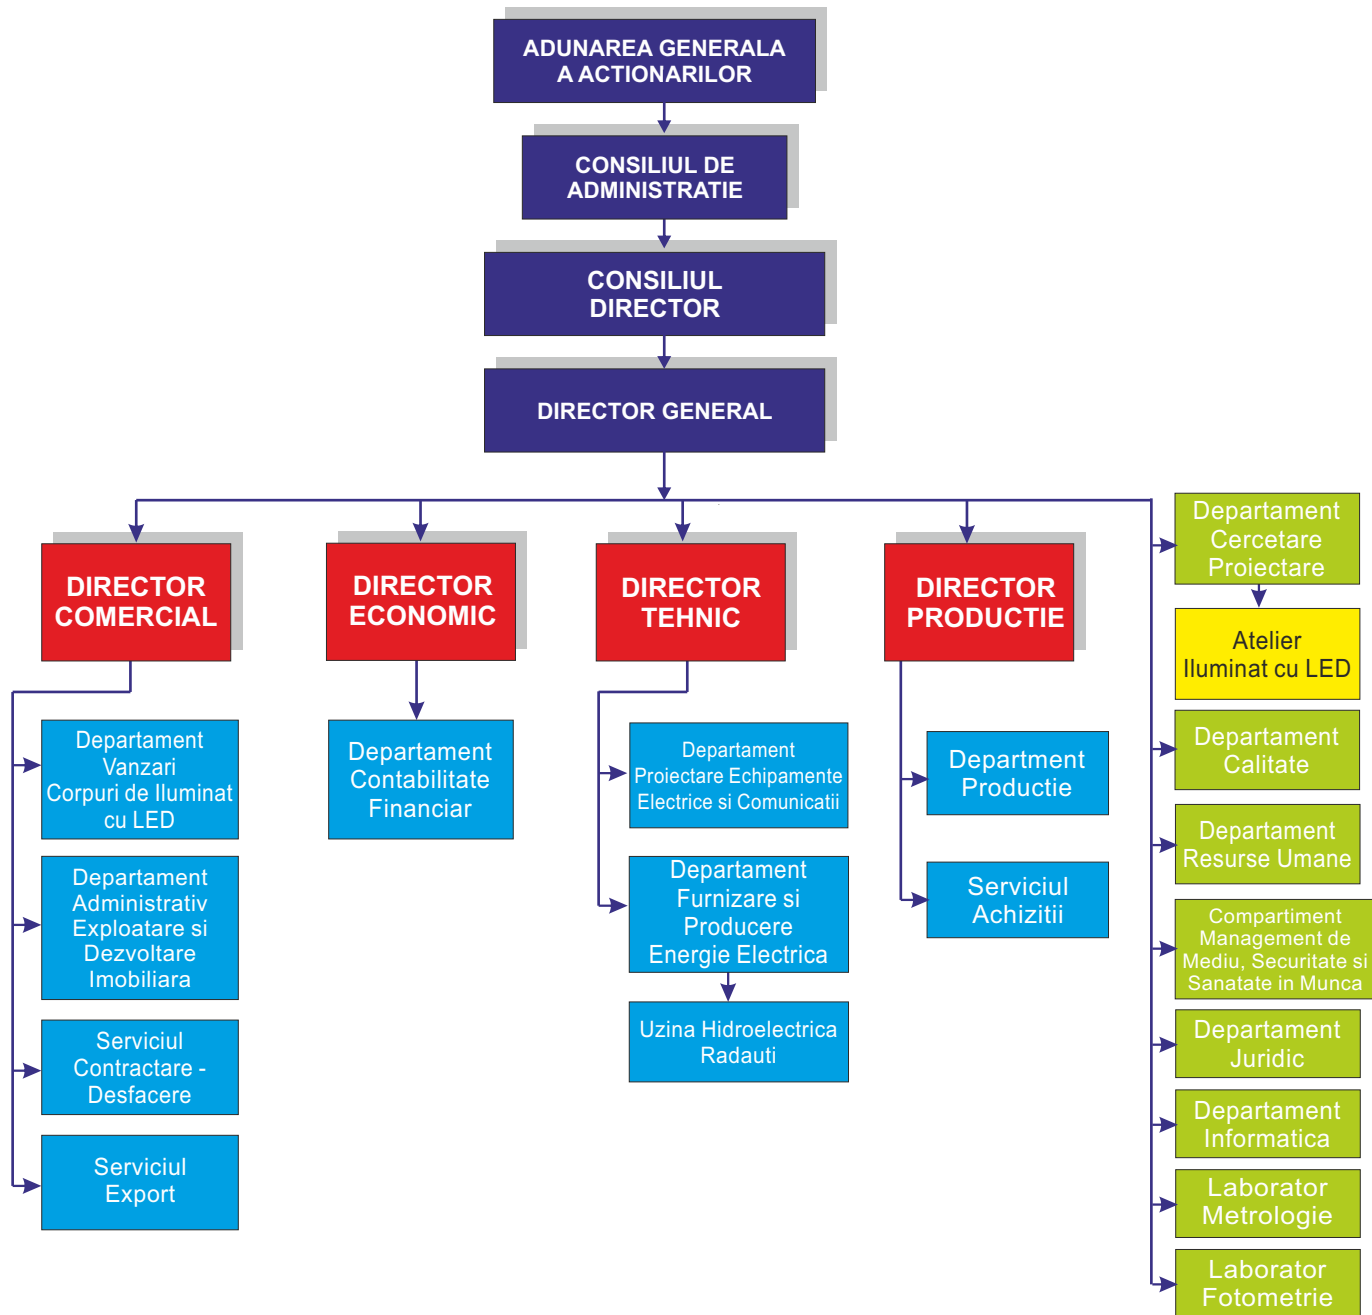 ADUNAREA GENERALA
A ACTIONARILOR
CONSILIUL DE
ADMINISTRATIE
CONSILIUL
DIRECTOR
DIRECTOR GENERAL
DIRECTOR
COMERCIAL
DIRECTOR
ECONOMIC
DIRECTOR
TEHNIC
DIRECTOR
PRODUCTIE
Departament
Vanzari
Corpuri de Iluminat
cu LED
Departament
Administrativ
Exploatare si
Dezvoltare
Imobiliara
Serviciul
Contractare -
Desfacere
Serviciul
Export
Departament
Contabilitate
Financiar
Departament
Proiectare Echipamente
Electrice si Comunicatii
Departament
Furnizare si
Producere
Energie Electrica
Uzina Hidroelectrica
Radauti
Department
Productie
Serviciul
Achizitii
Departament
Cercetare
Proiectare
Atelier
Iluminat cu LED
Departament
Calitate
Departament
Resurse Umane
Compartiment
Management de
Mediu, Securitate si
Sanatate in Munca
Departament
Juridic
Departament
Informatica
Laborator
Metrologie
Laborator
Fotometrie